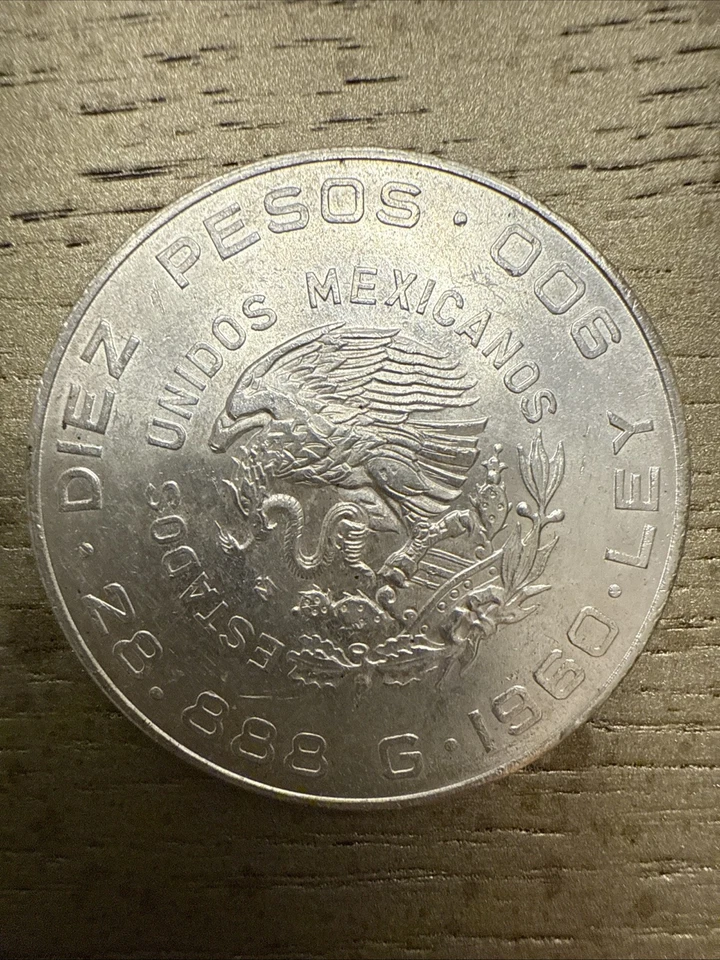 DIEZ PESOS · 900 LEY · 1960 · 28.888 G ·
ESTADOS UNIDOS MEXICANOS